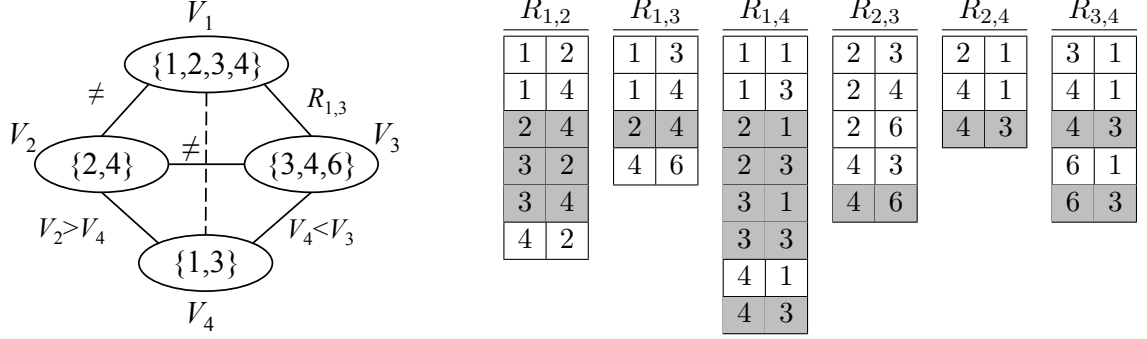 V1
{1,2,3,4}
≠
R1,3
V2
≠
V3
{2,4}
{3,4,6}
V2>V4
V4<V3
{1,3}
V4
R1,2 R1,3 R1,4 R2,3 R2,4 R3,4
1 2 1 3 1 1 2 3 2 1 3 1
1 4 1 4 1 3 2 4 4 1 4 1
2 4 2 4 2 1 2 6 4 3 4 3
3 2 4 6 2 3 4 3 6 1
3 4 3 1 4 6 6 3
4 2 3 3
4 1
4 3